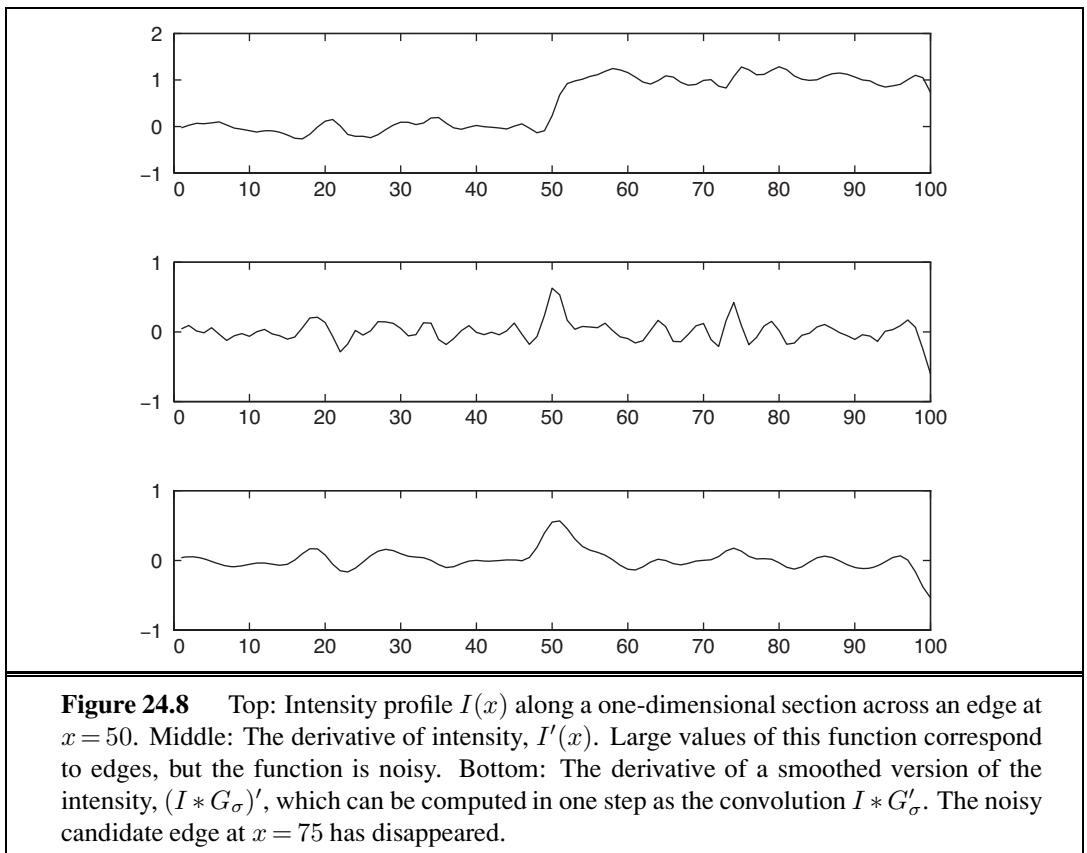 2
1
0
−1
0 10 20 30 40 50 60 70 80 90 100
1
0
−1
0 10 20 30 40 50 60 70 80 90 100
1
0
−1
0 10 20 30 40 50 60 70 80 90 100
Figure 24.8 Top: Intensity profile I(x) along a one-dimensional section across an edge at
x = 50. Middle: The derivative of intensity, I′(x). Large values of this function correspond
to edges, but the function is noisy. Bottom: The derivative of a smoothed version of the
intensity, (I ∗ Gσ)′, which can be computed in one step as the convolution I ∗ G′σ. The noisy
candidate edge at x = 75 has disappeared.